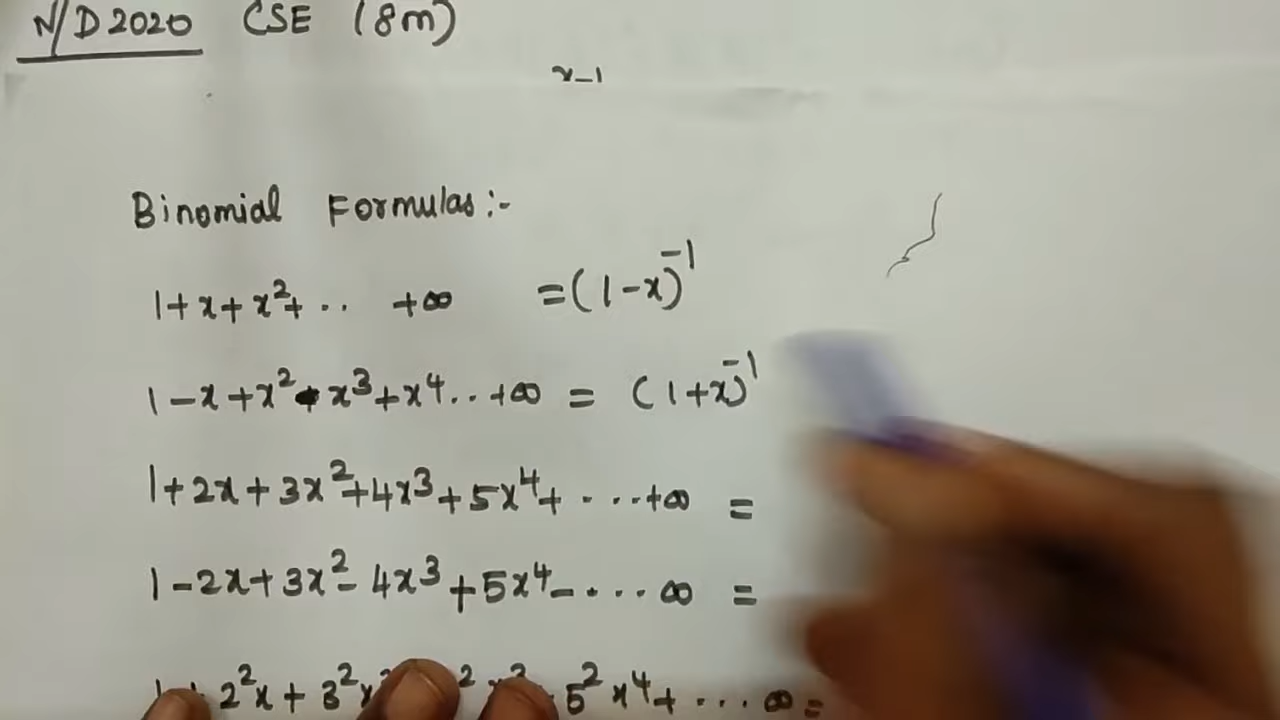 N/D 2020 CSE (8m)
x-1
Binomial Formulas:-
1+x+x²+.. +∞ =(1-x)⁻¹
1-x+x² x³+x⁴..+∞ = (1+x)⁻¹
1+2x+3x²+4x³+5x⁴+...+∞ =
1-2x+3x²-4x³+5x⁴-....∞ =
2²x+3²x 5²x⁴+...∞=